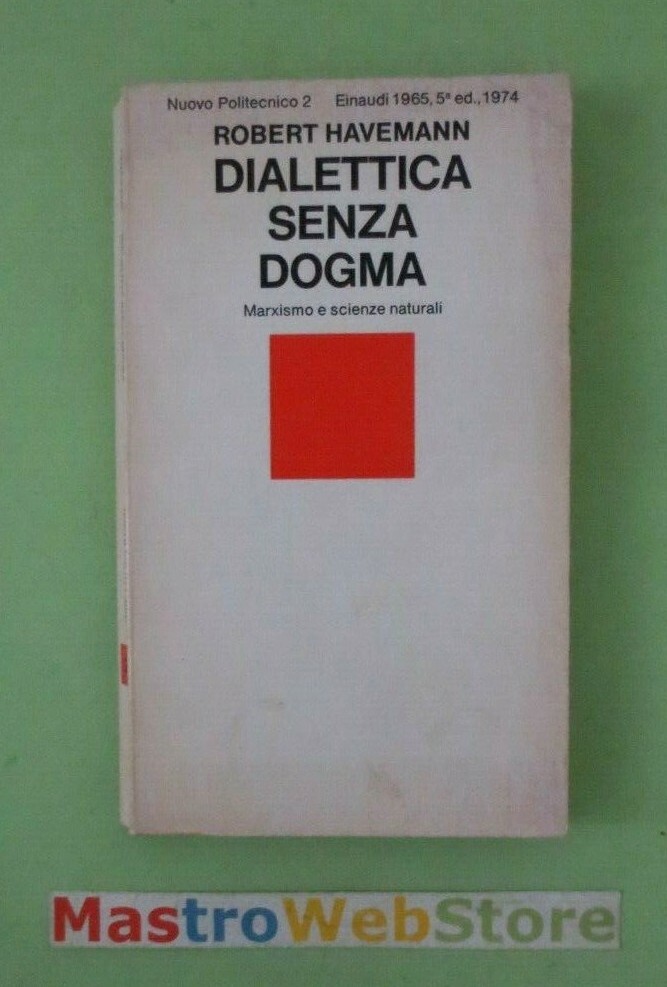 Nuovo Politecnico 2 Einaudi 1965, 5ª ed., 1974
ROBERT HAVEMANN
DIALETTICA
SENZA
DOGMA
Marxismo e scienze naturali
MastroWebStore